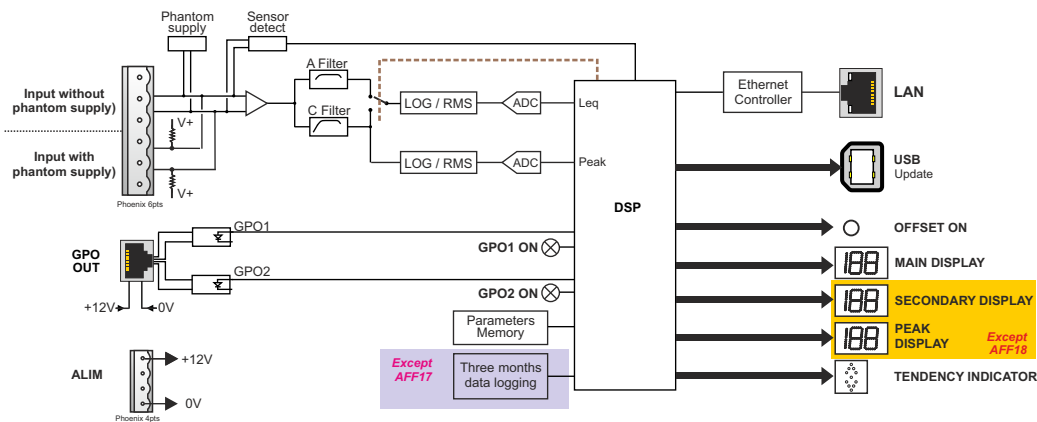 Phantom
supply
Sensor
detect
A Filter
C Filter
Input without
phantom supply)
Input with
phantom supply)
V+
V+
Phoenix 6pts
LOG / RMS
ADC
Leq
LOG / RMS
ADC
Peak
DSP
Ethernet
Controller
LAN
USB
Update
OFFSET ON
188
MAIN DISPLAY
188
SECONDARY DISPLAY
188
PEAK
DISPLAY
Except
AFF18
TENDENCY INDICATOR
GPO
OUT
+12V
0V
GPO1
GPO1 ON
GPO2
GPO2 ON
Parameters
Memory
Except
AFF17
Three months
data logging
ALIM
+12V
0V
Phoenix 4pts